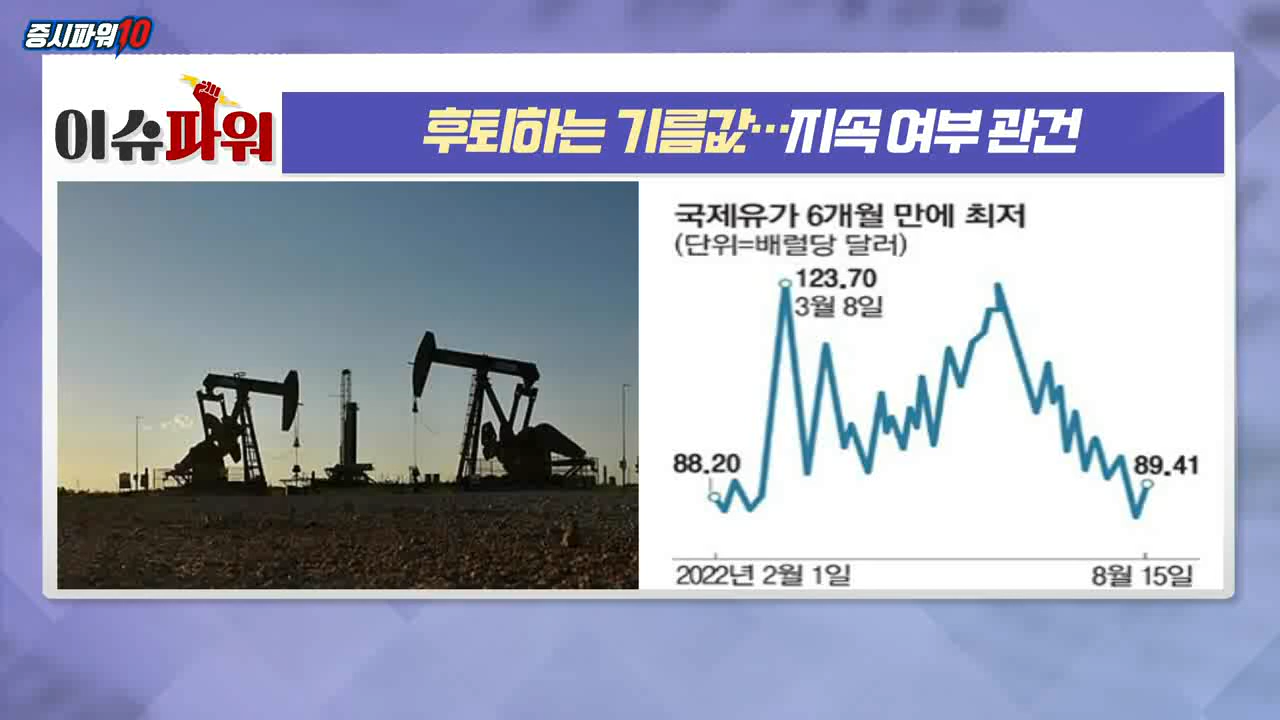 증시파워10
이슈파워
후퇴하는 기름값…지속 여부 관건
국제유가 6개월 만에 최저
(단위=배럴당 달러)
123.70
3월 8일
88.20
89.41
2022년 2월 1일
8월 15일